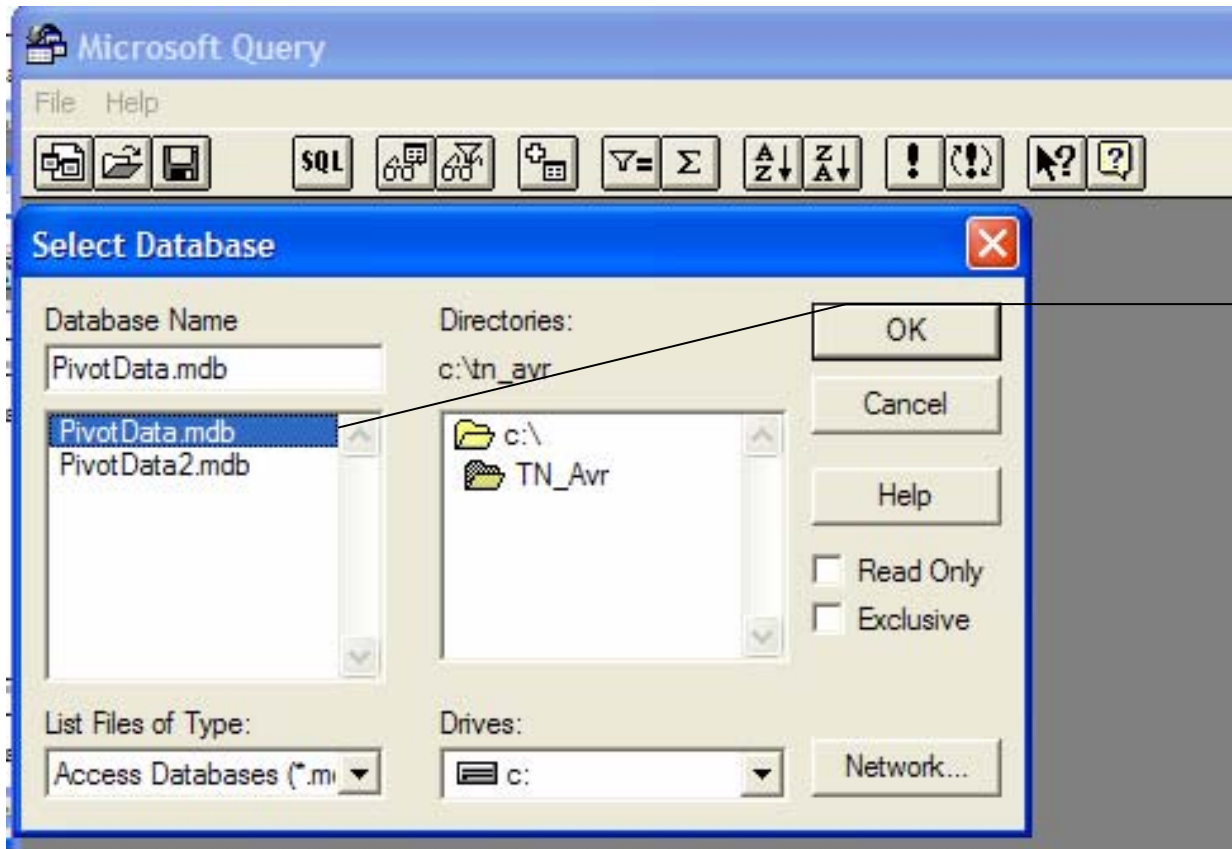 Microsoft Query
File Help
SQL
A Z Z A ! (!) ? ?
Select Database
Database Name
PivotData.mdb
PivotData.mdb
PivotData2.mdb
List Files of Type:
Access Databases (*.m
Directories:
c:\tn_avr
c:\
TN_Avr
Drives:
c:
OK
Cancel
Help
Read Only
Exclusive
Network...